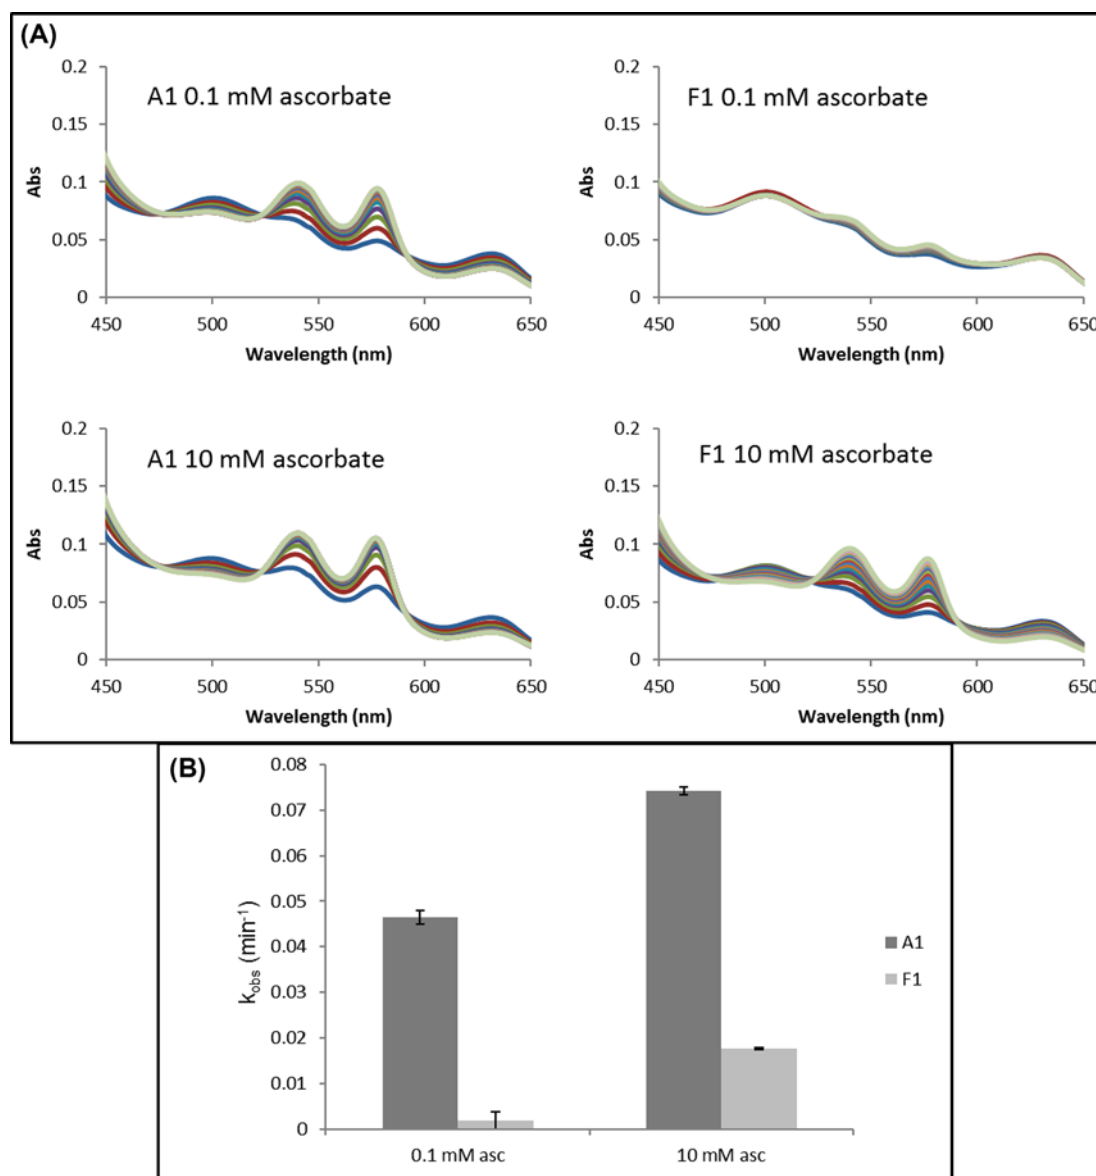 (A)
A1 0.1 mM ascorbate
Abs
0.2
0.15
0.1
0.05
0
450 500 550 600 650
Wavelength (nm)
F1 0.1 mM ascorbate
Abs
0.2
0.15
0.1
0.05
0
450 500 550 600 650
Wavelength (nm)
A1 10 mM ascorbate
Abs
0.2
0.15
0.1
0.05
0
450 500 550 600 650
Wavelength (nm)
F1 10 mM ascorbate
Abs
0.2
0.15
0.1
0.05
0
450 500 550 600 650
Wavelength (nm)
(B)
kobs (min⁻¹)
0.08
0.07
0.06
0.05
0.04
0.03
0.02
0.01
0
0.1 mM asc 10 mM asc
A1
F1